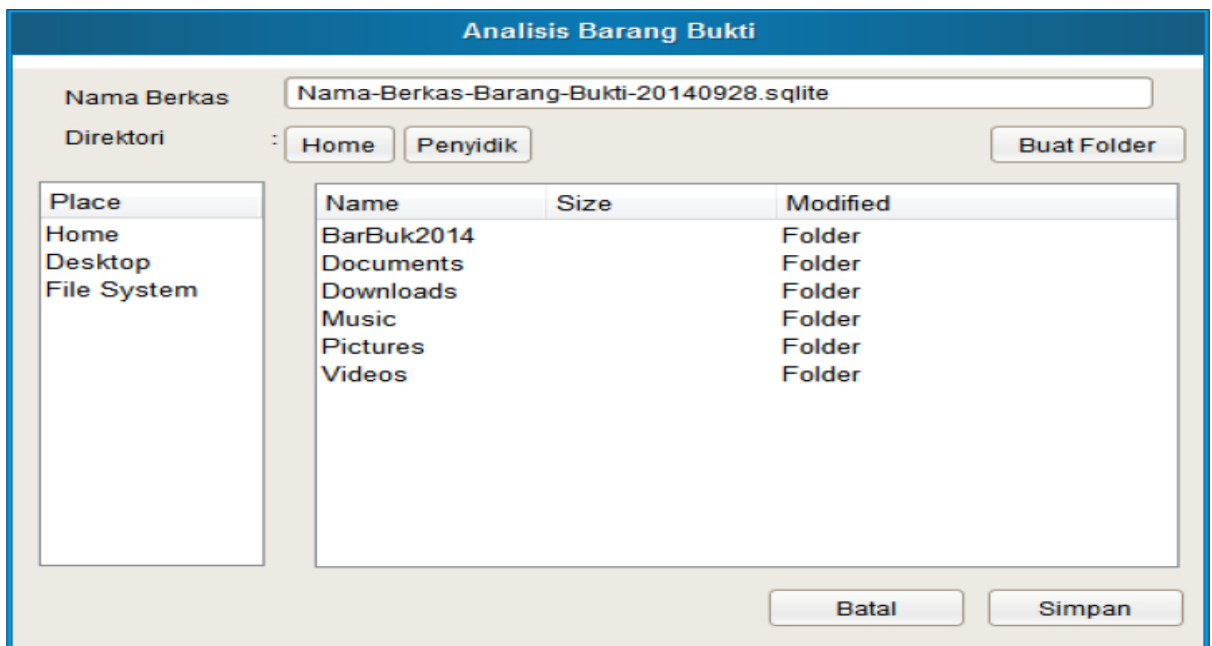 Analisis Barang Bukti
Nama Berkas Nama-Berkas-Barang-Bukti-20140928.sqlite
Direktori : Home Penyidik Buat Folder
Place
Home
Desktop
File System
Name Size Modified
BarBuk2014 Folder
Documents Folder
Downloads Folder
Music Folder
Pictures Folder
Videos Folder
Batal Simpan